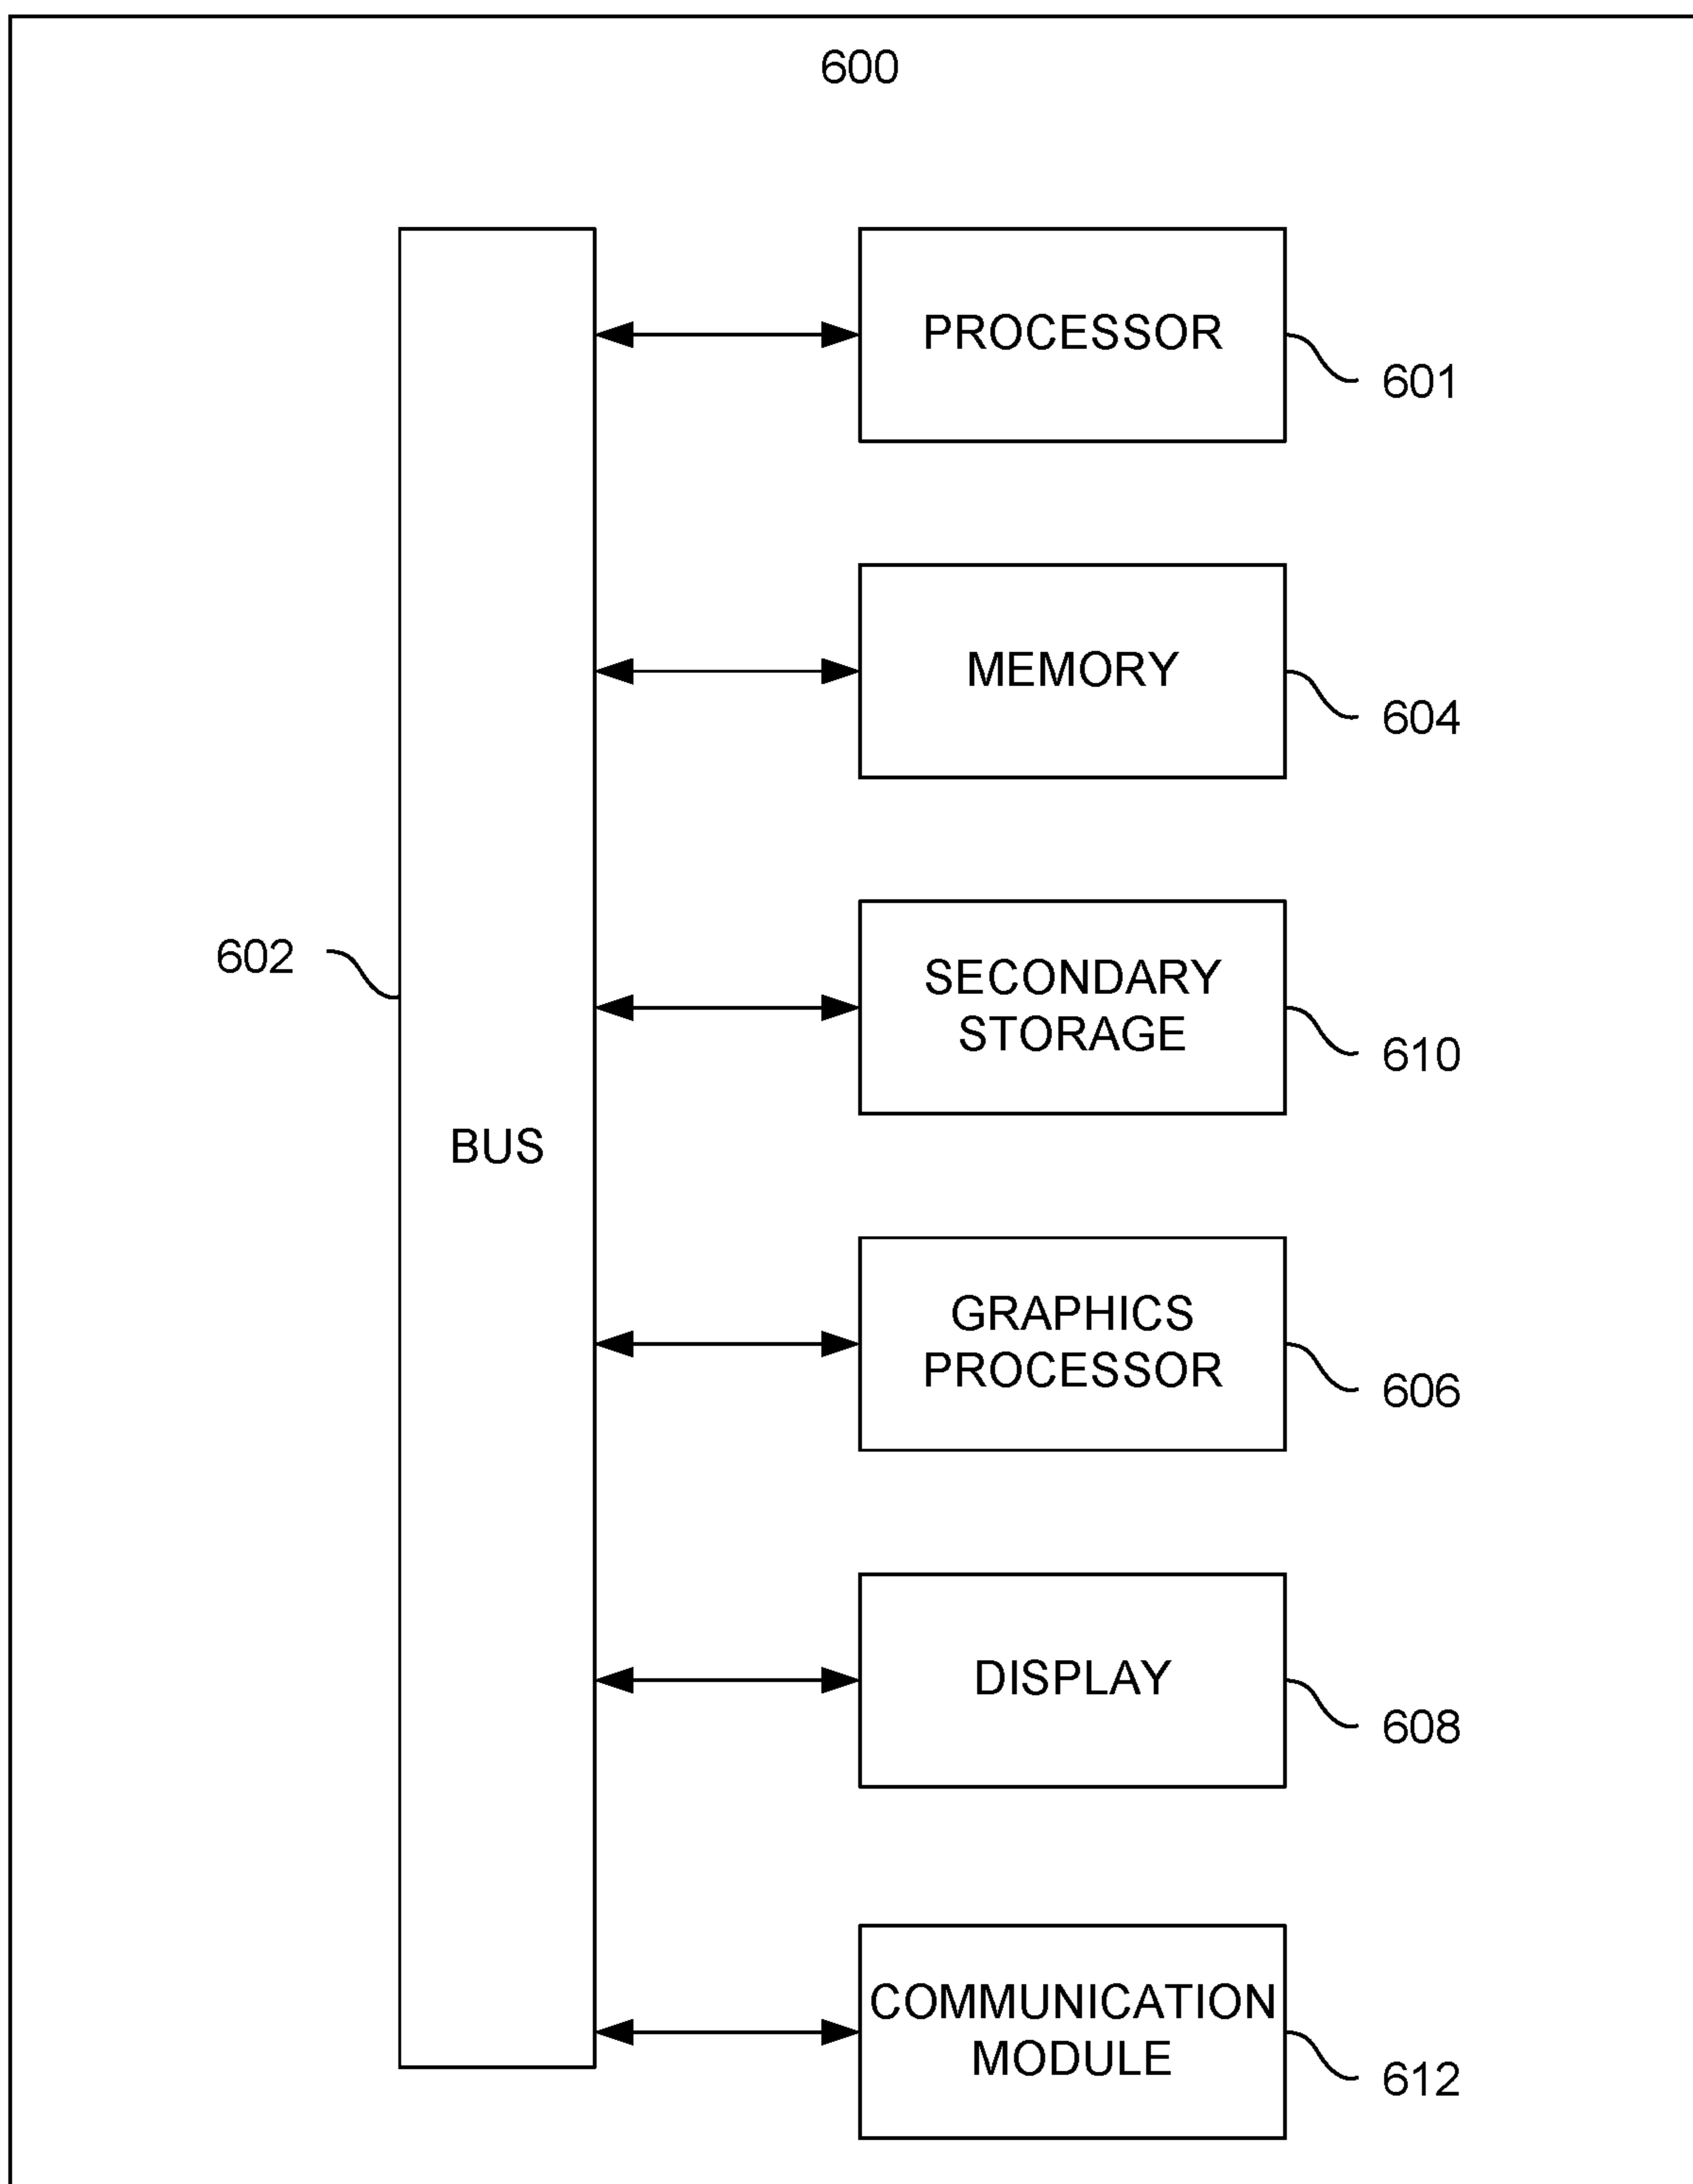 600
PROCESSOR
601
MEMORY
604
602
SECONDARY
STORAGE
610
BUS
GRAPHICS
PROCESSOR
606
DISPLAY
608
COMMUNICATION
MODULE
612